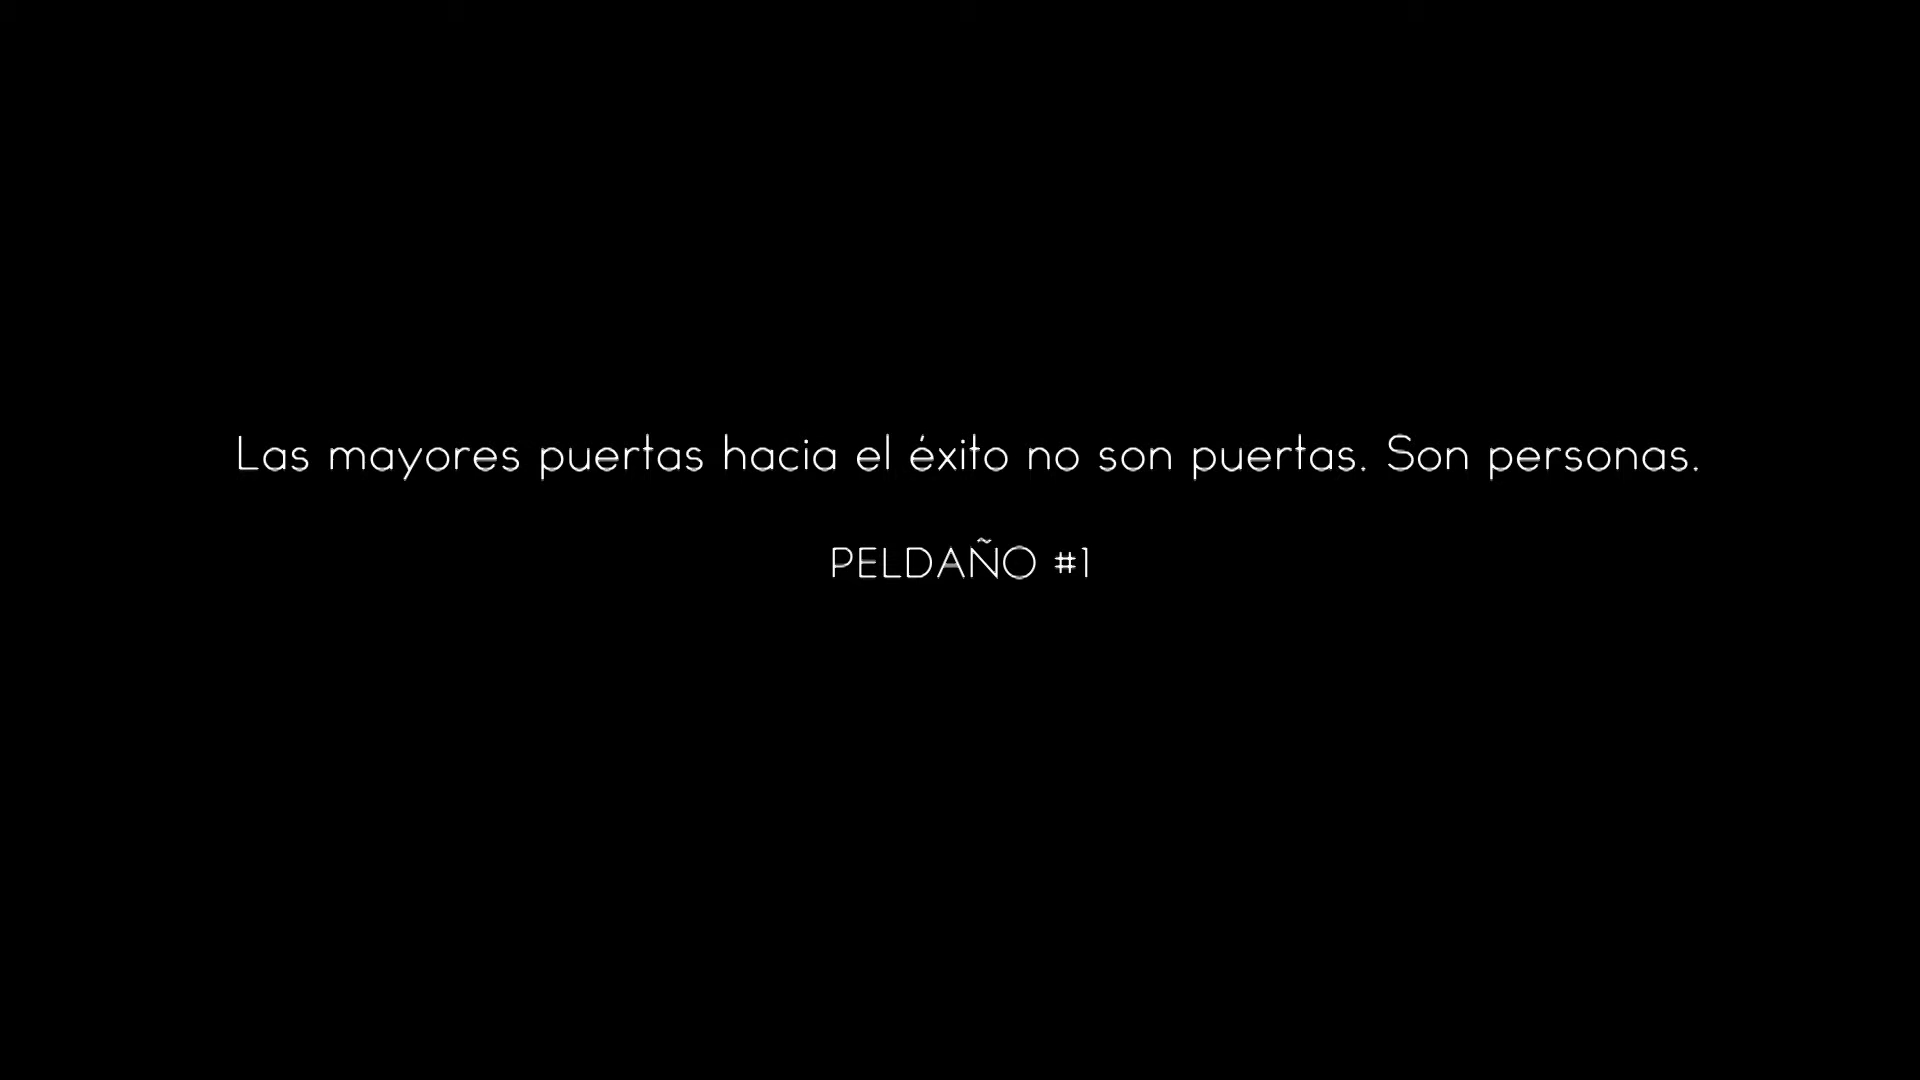 Las mayores puertas hacia el éxito no son puertas. Son personas.
PELDAÑO #1